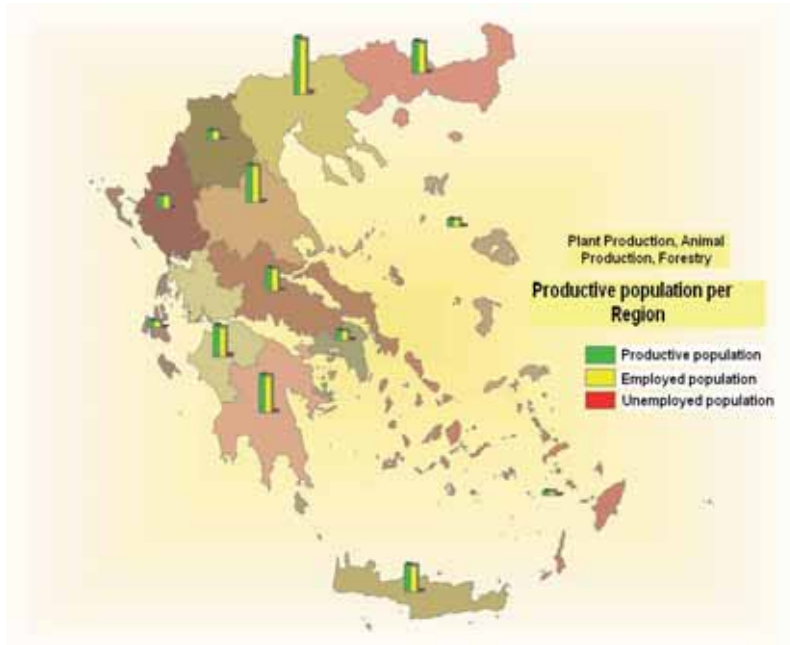 Plant Production, Animal
Production, Forestry
Productive population per
Region
Productive population
Employed population
Unemployed population